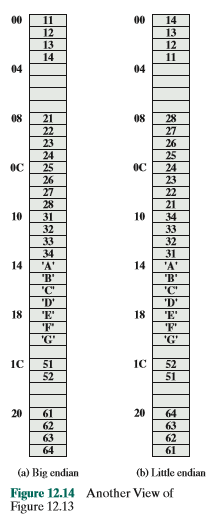 00 11 00 14
12 13
13 12
14 11
04 04
08 21 08 28
22 27
23 26
24 25
0C 25 0C 24
26 23
27 22
28 21
10 31 10 34
32 33
33 32
34 31
14 'A' 14 'A'
'B' 'B'
'C' 'C'
'D' 'D'
18 'E' 18 'E'
'F' 'F'
'G' 'G'
1C 51 1C 52
52 51
20 61 20 64
62 63
63 62
64 61
(a) Big endian (b) Little endian
Figure 12.14 Another View of
Figure 12.13